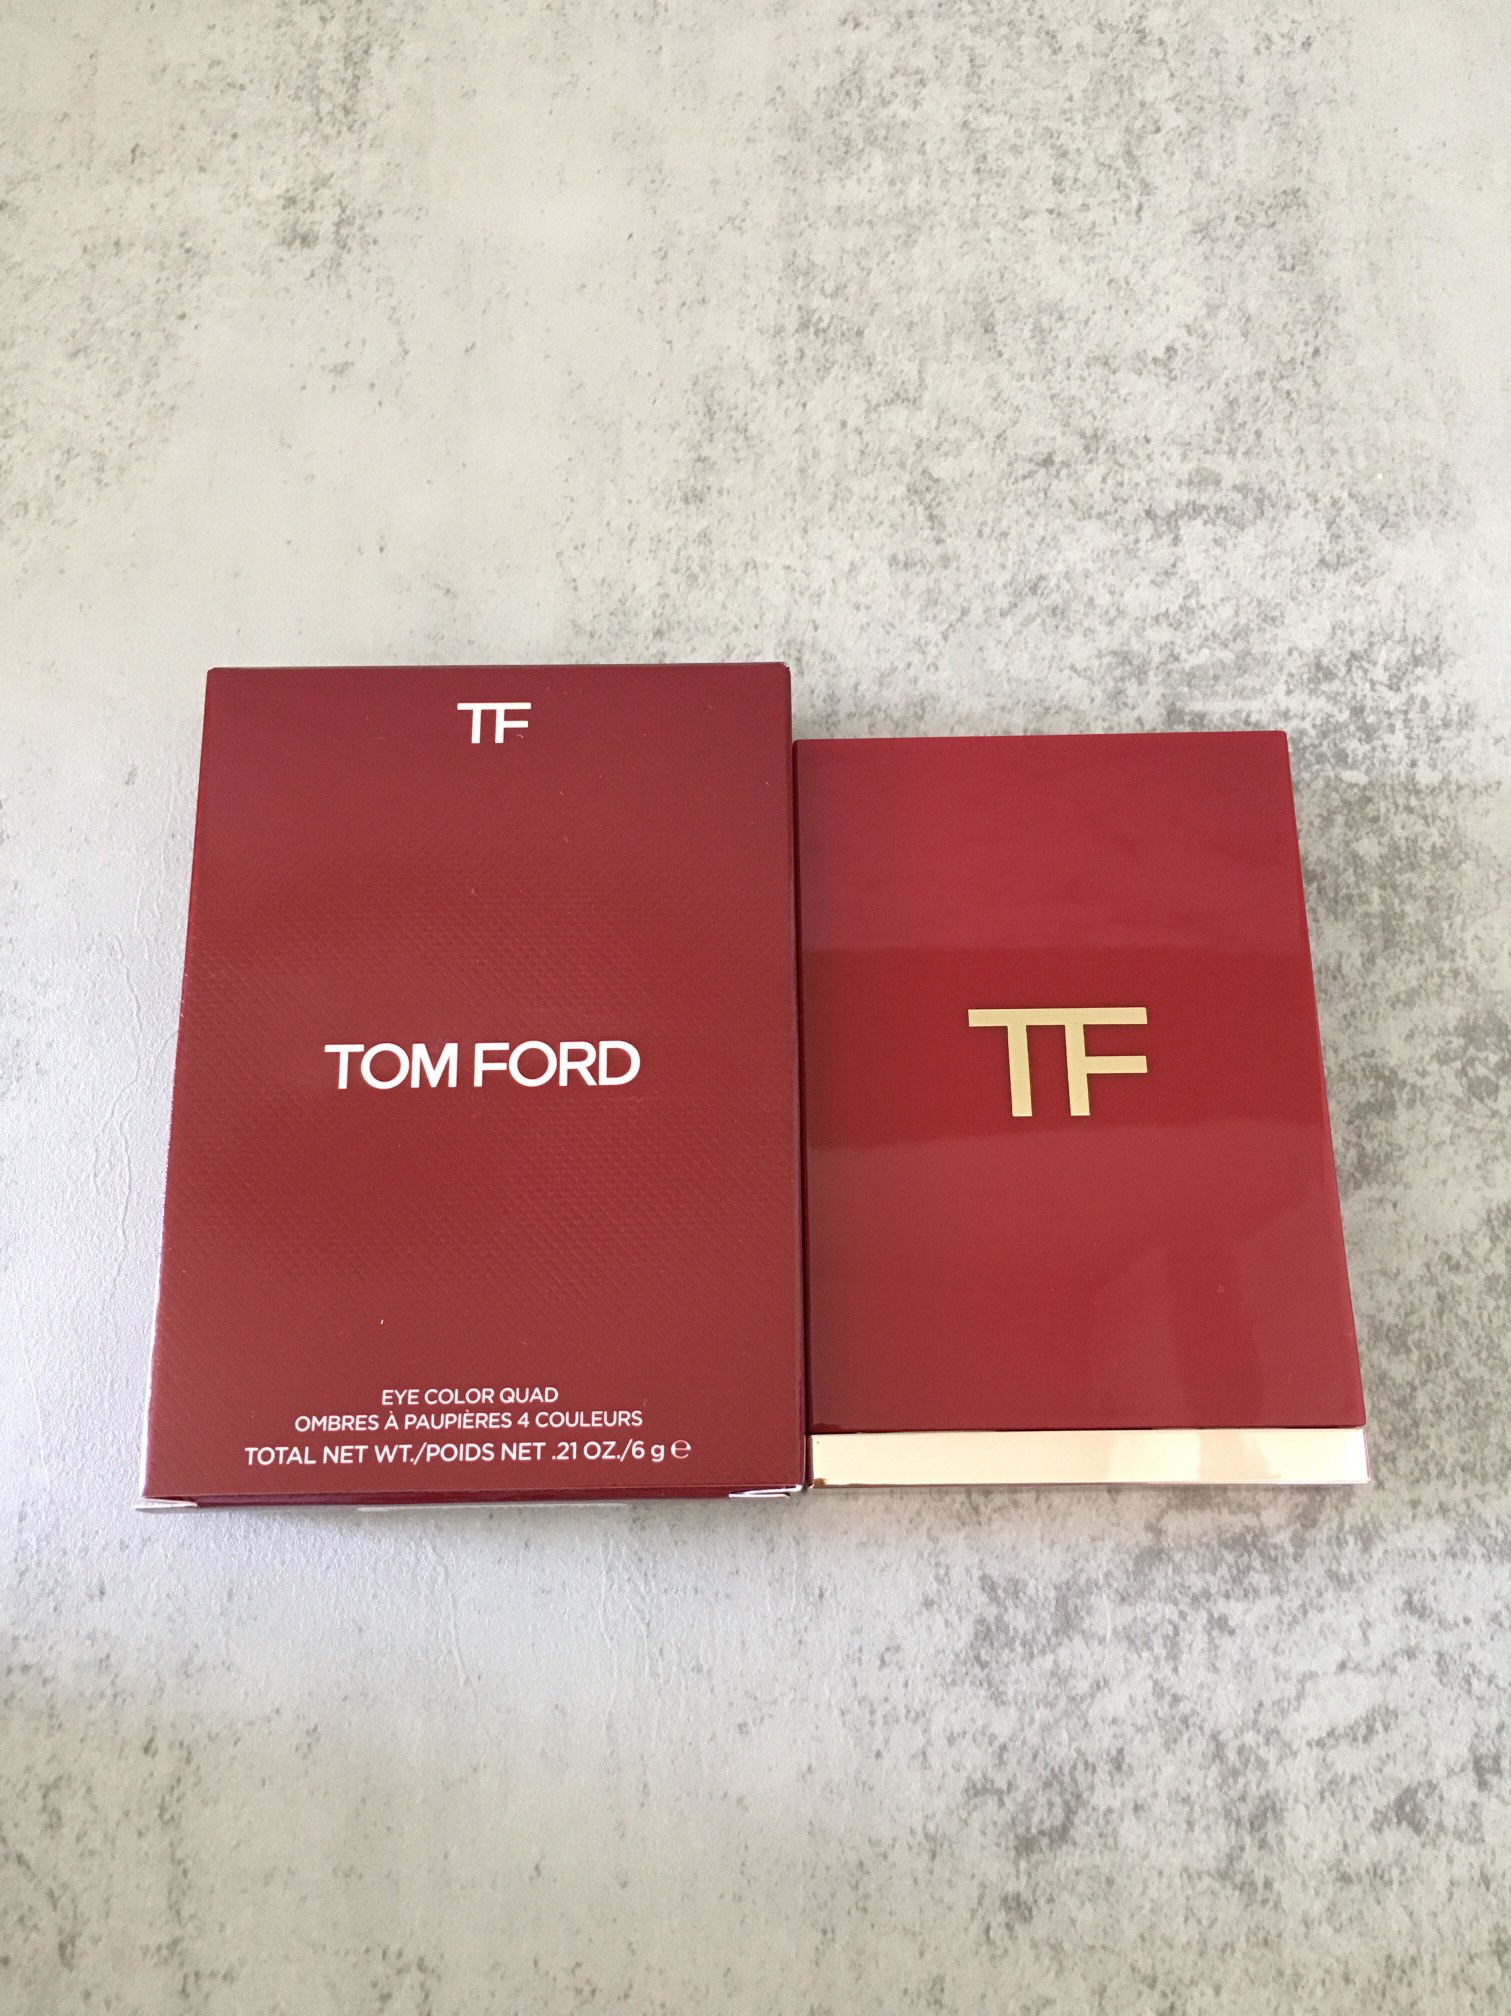 TF
TOM FORD
EYE COLOR QUAD
OMBRES À PAUPIÈRES 4 COULEURS
TOTAL NET WT./POIDS NET .21 OZ./6 g ℮
TF